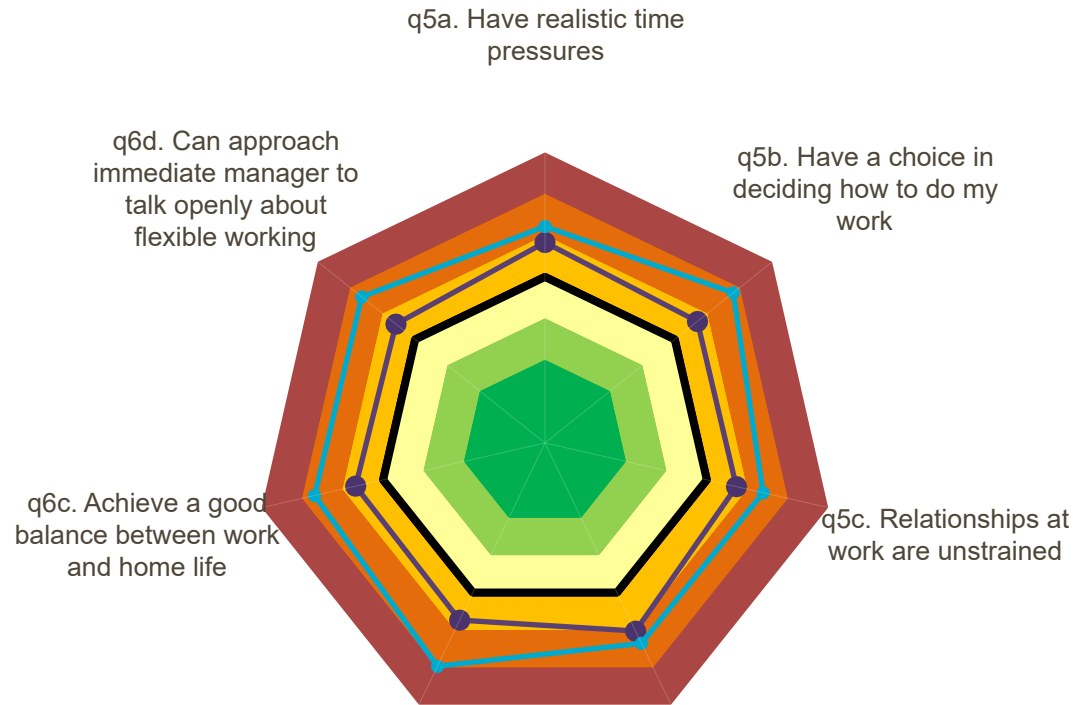 q5a. Have realistic time
pressures
q5b. Have a choice in
deciding how to do my
work
q5c. Relationships at
work are unstrained
q6c. Achieve a good
balance between work
and home life
q6d. Can approach
immediate manager to
talk openly about
flexible working